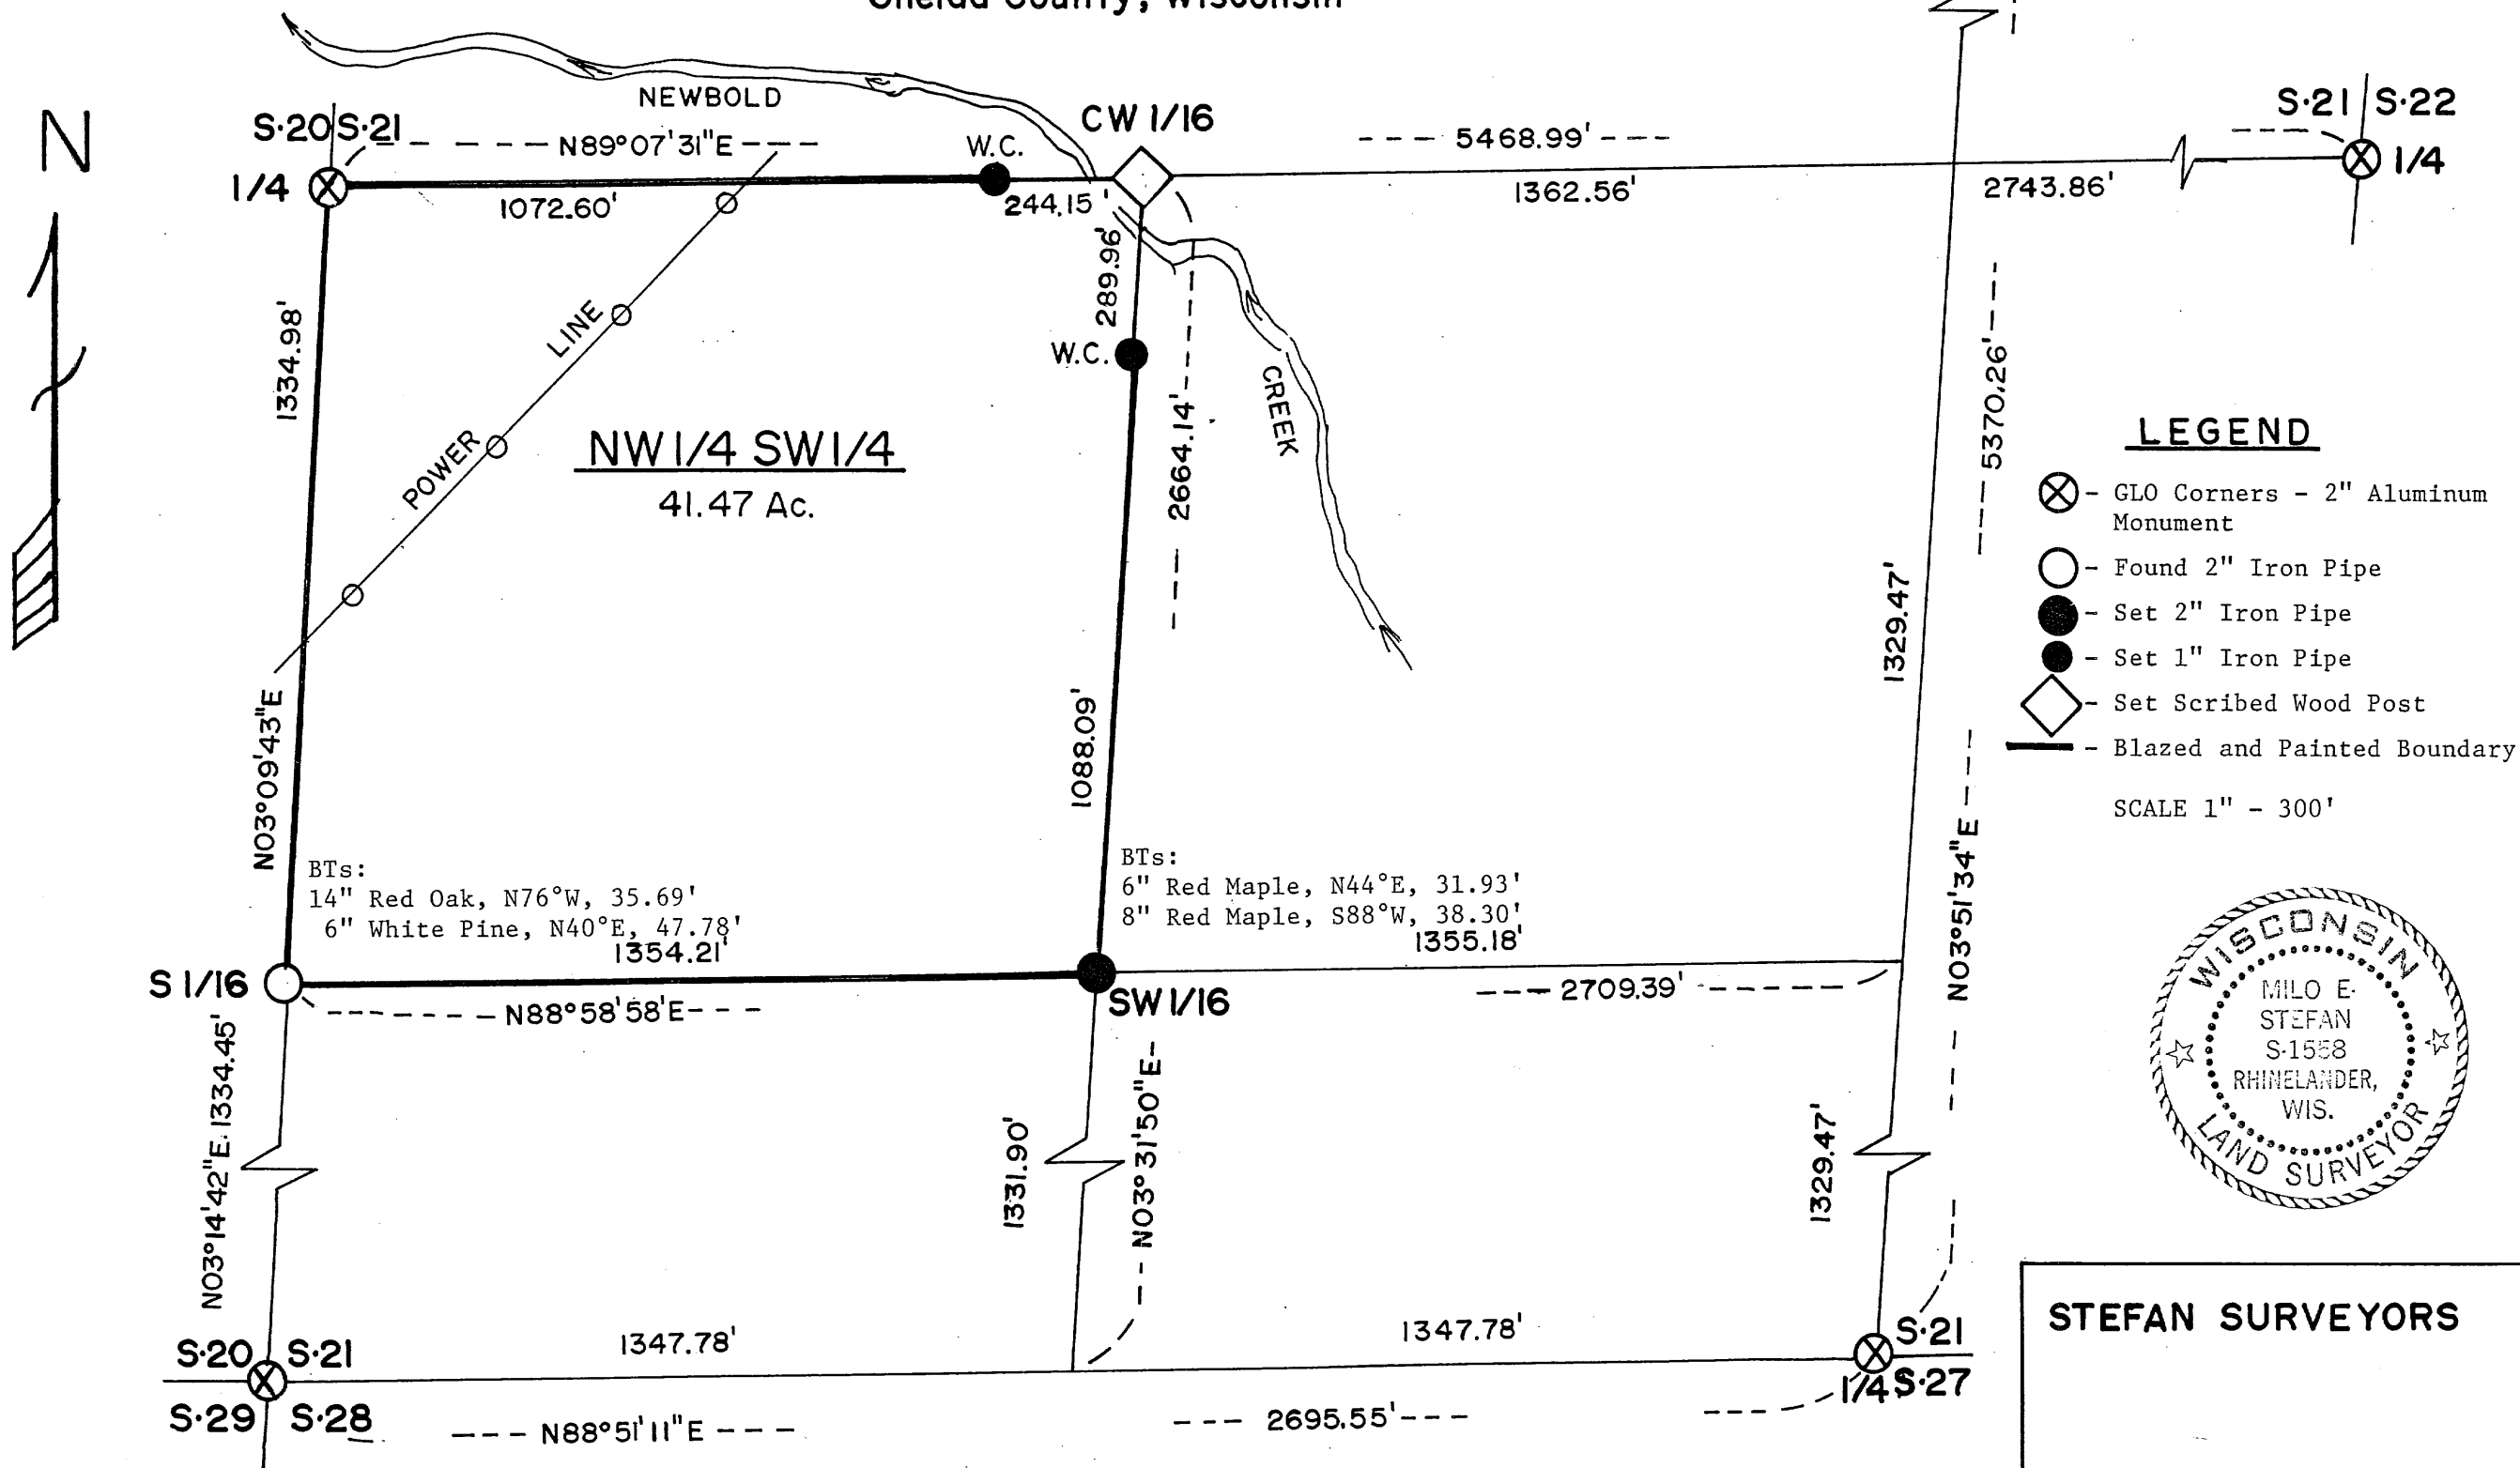 Oneida County, Wisconsin
N
NEWBOLD
S·20 S·21
N89°07'31"E
W.C.
CW 1/16
5468.99'
S·21 S·22
1/4
1072.60'
244.15'
1362.56'
2743.86'
1/4
1334.98'
289.96'
W.C.
LINE
POWER
CREEK
2664.14'
5370.26'
NW1/4 SW1/4
41.47 Ac.
LEGEND
- GLO Corners - 2" Aluminum
Monument
- Found 2" Iron Pipe
- Set 2" Iron Pipe
- Set 1" Iron Pipe
- Set Scribed Wood Post
- Blazed and Painted Boundary
SCALE 1" - 300'
1329.47'
N03°09'43"E
1088.09'
N03°51'34"E
BTs:
14" Red Oak, N76°W, 35.69'
6" White Pine, N40°E, 47.78'
1354.21'
BTs:
6" Red Maple, N44°E, 31.93'
8" Red Maple, S88°W, 38.30'
1355.18'
S 1/16
N88°58'58'E
SW 1/16
2709.39'
WISCONSIN
MILO E·
STEFAN
S·1558
RHINELANDER,
WIS.
LAND SURVEYOR
N03°14'42"E 1334.45'
1331.90'
N03°31'50"E
1329.47'
1347.78'
1347.78'
S·20 S·21
S·29 S·28
S·21
1/4 S·27
N88°51'11"E
2695.55'
STEFAN SURVEYORS